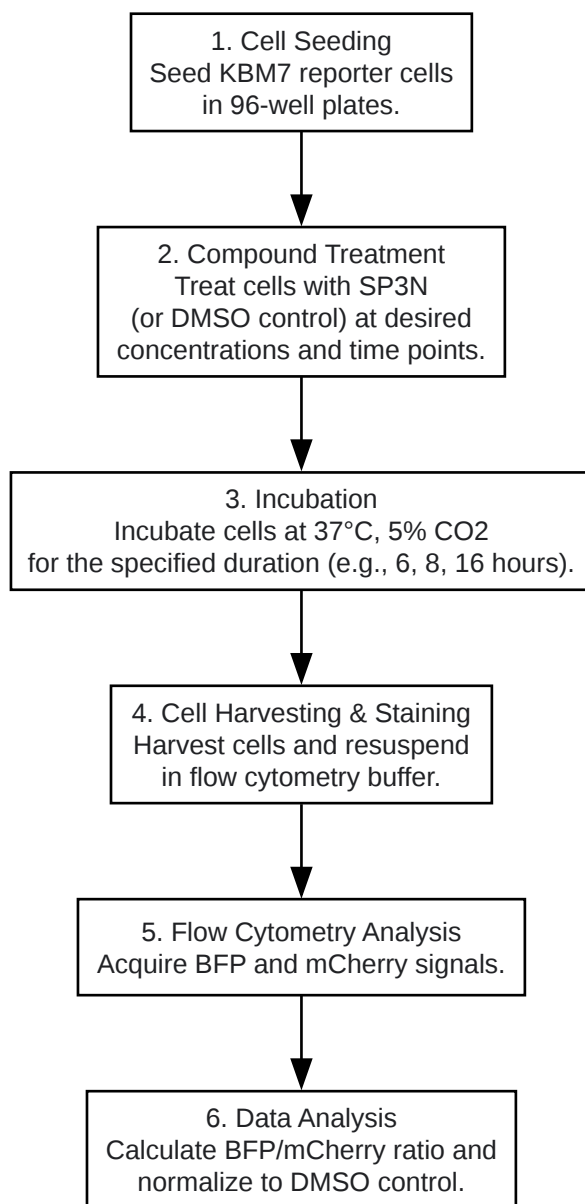 1. Cell Seeding
Seed KBM7 reporter cells
in 96-well plates.
2. Compound Treatment
Treat cells with SP3N
(or DMSO control) at desired
concentrations and time points.
3. Incubation
Incubate cells at 37°C, 5% CO2
for the specified duration (e.g., 6, 8, 16 hours).
4. Cell Harvesting & Staining
Harvest cells and resuspend
in flow cytometry buffer.
5. Flow Cytometry Analysis
Acquire BFP and mCherry signals.
6. Data Analysis
Calculate BFP/mCherry ratio and
normalize to DMSO control.